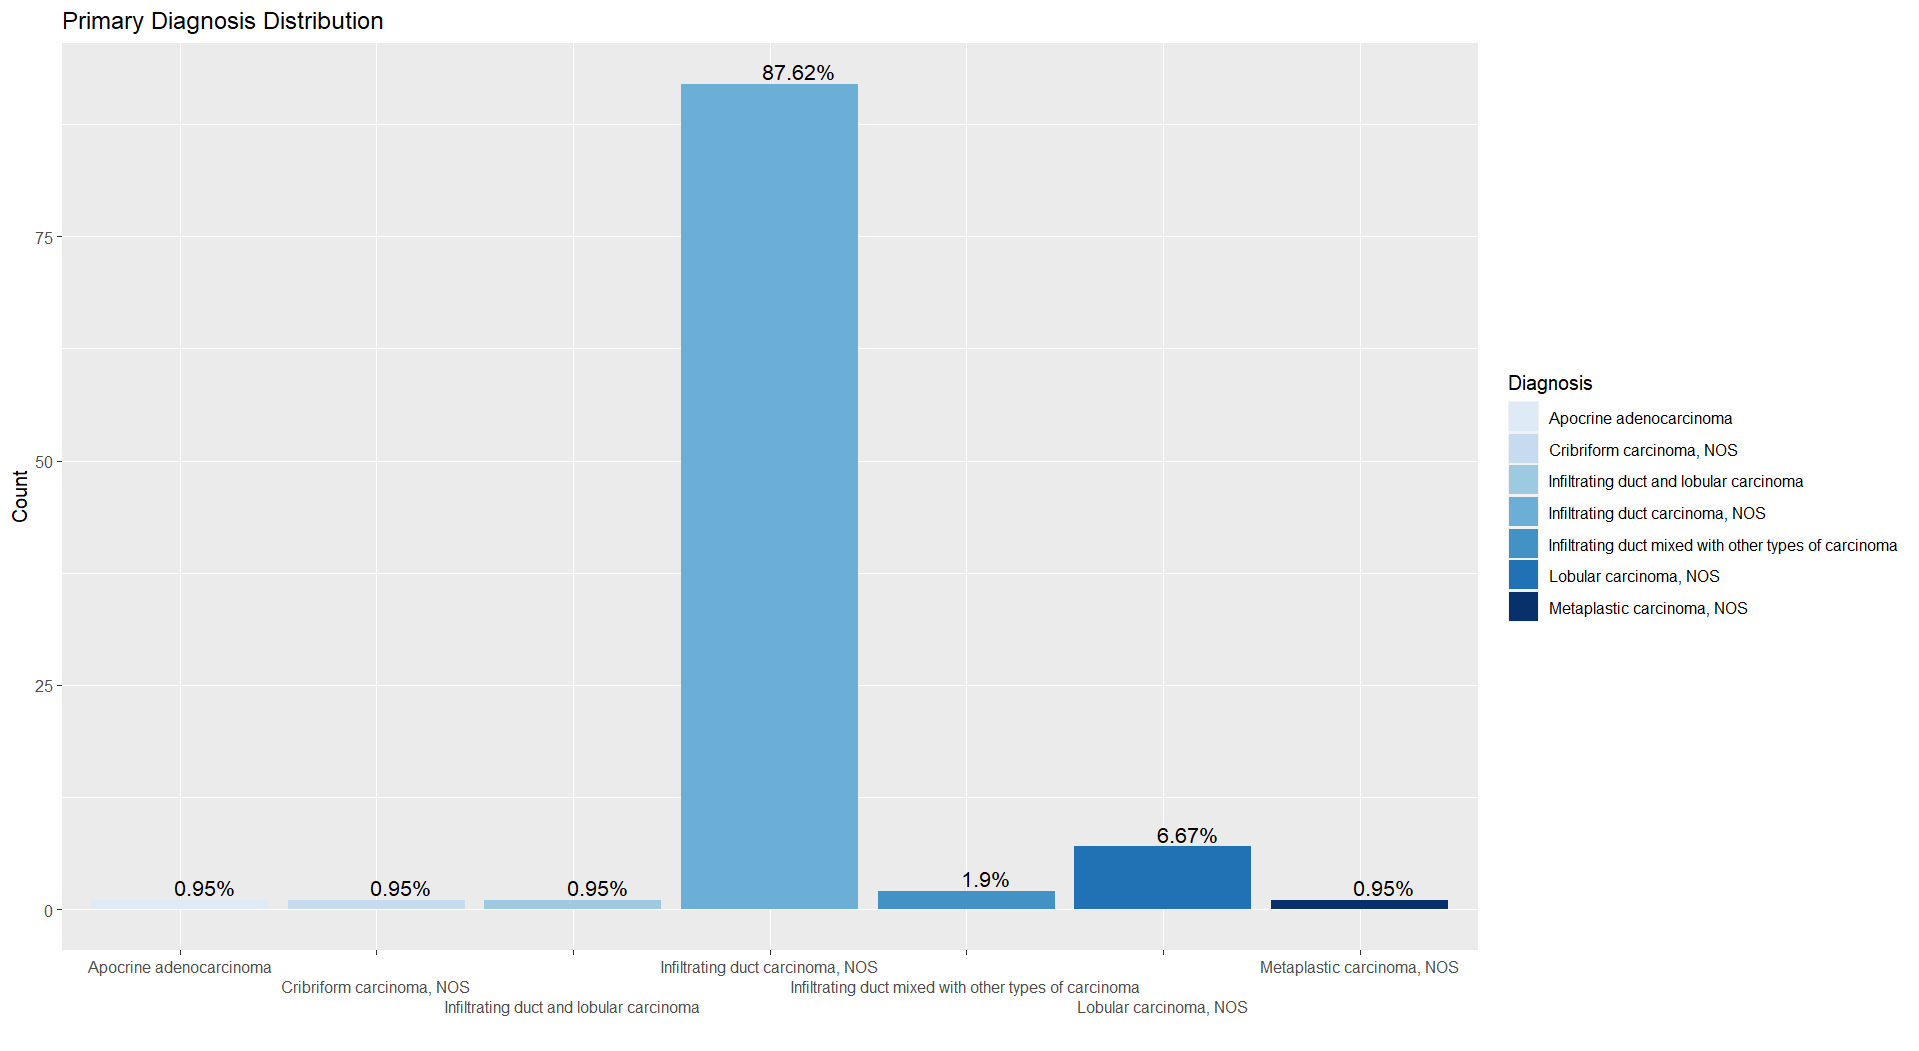 Primary Diagnosis Distribution
87.62%
75
50
25
0
Count
0.95%
0.95%
0.95%
1.9%
6.67%
0.95%
Apocrine adenocarcinoma
Cribriform carcinoma, NOS
Infiltrating duct and lobular carcinoma
Infiltrating duct carcinoma, NOS
Infiltrating duct mixed with other types of carcinoma
Lobular carcinoma, NOS
Metaplastic carcinoma, NOS
Diagnosis
Apocrine adenocarcinoma
Cribriform carcinoma, NOS
Infiltrating duct and lobular carcinoma
Infiltrating duct carcinoma, NOS
Infiltrating duct mixed with other types of carcinoma
Lobular carcinoma, NOS
Metaplastic carcinoma, NOS